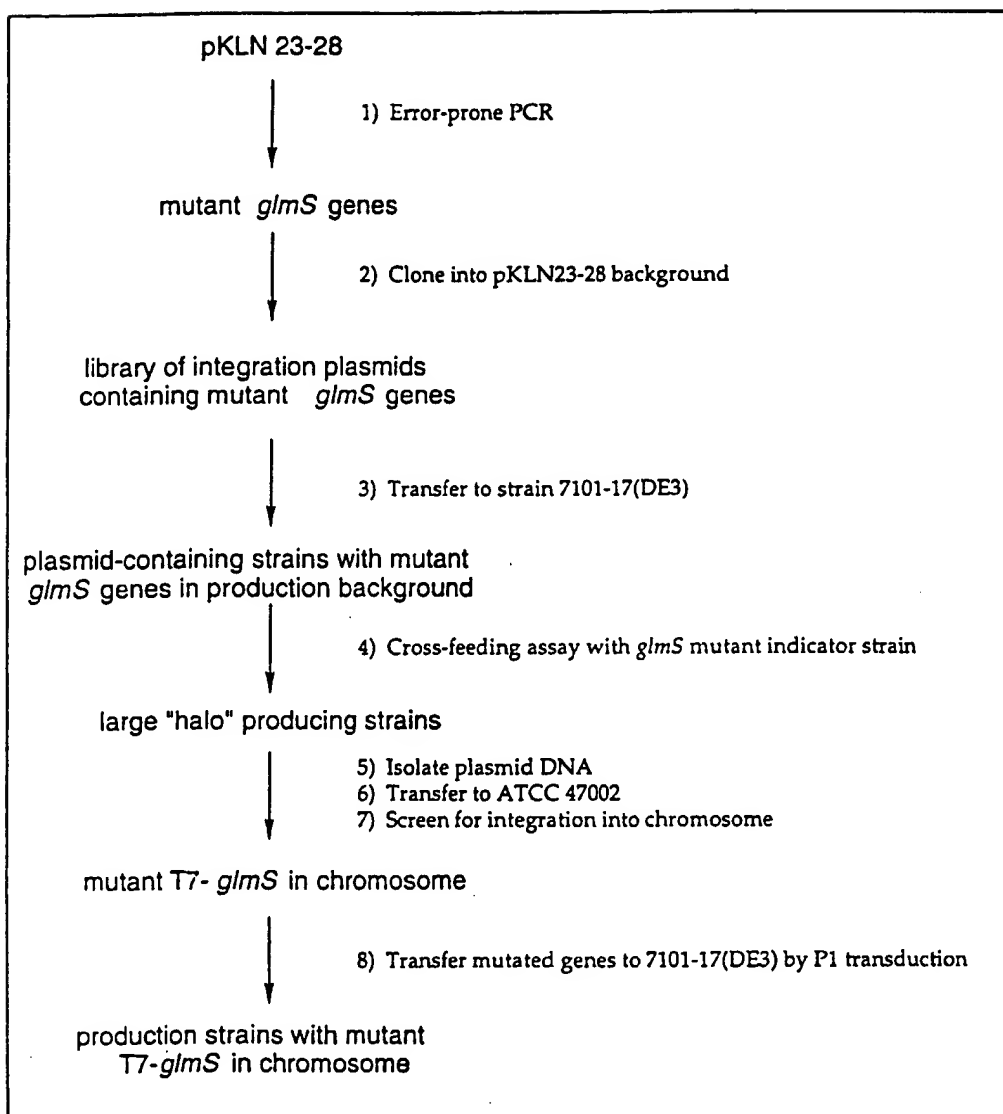 pKLN 23-28
1) Error-prone PCR
mutant glmS genes
2) Clone into pKLN23-28 background
library of integration plasmids
containing mutant glmS genes
3) Transfer to strain 7101-17(DE3)
plasmid-containing strains with mutant
glmS genes in production background
4) Cross-feeding assay with glmS mutant indicator strain
large "halo" producing strains
5) Isolate plasmid DNA
6) Transfer to ATCC 47002
7) Screen for integration into chromosome
mutant T7- glmS in chromosome
8) Transfer mutated genes to 7101-17(DE3) by P1 transduction
production strains with mutant
T7-glmS in chromosome